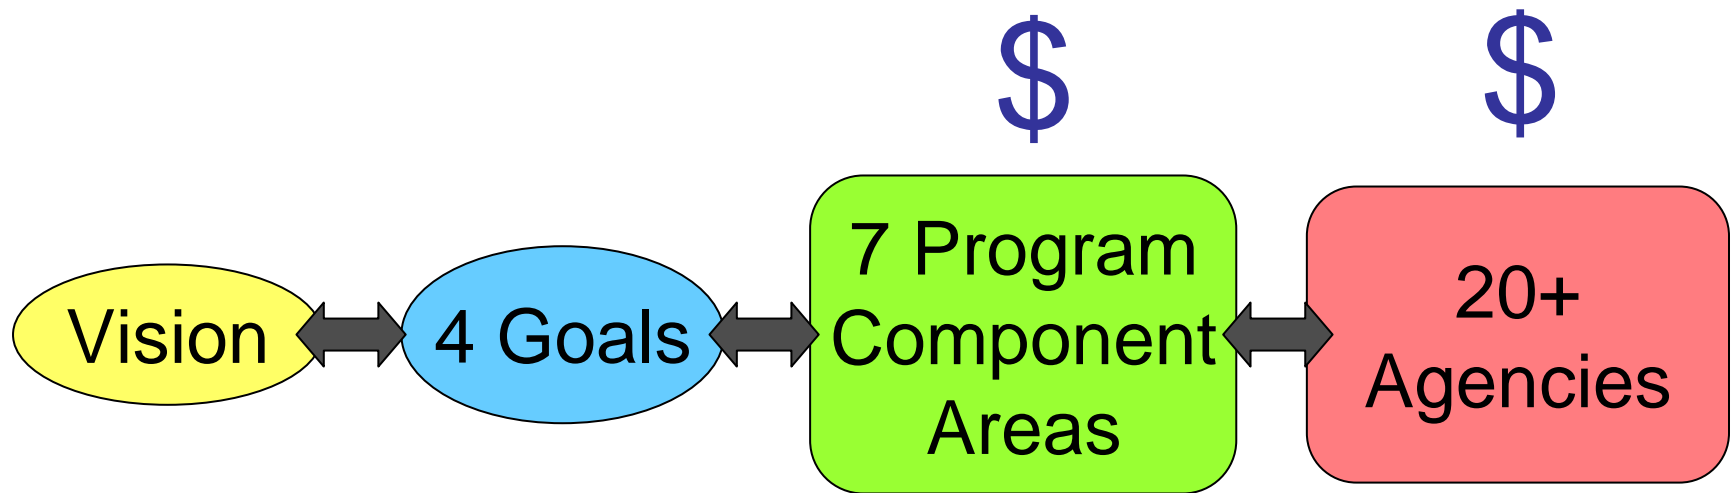 $ $
Vision
4 Goals
7 Program
Component
Areas
20+
Agencies